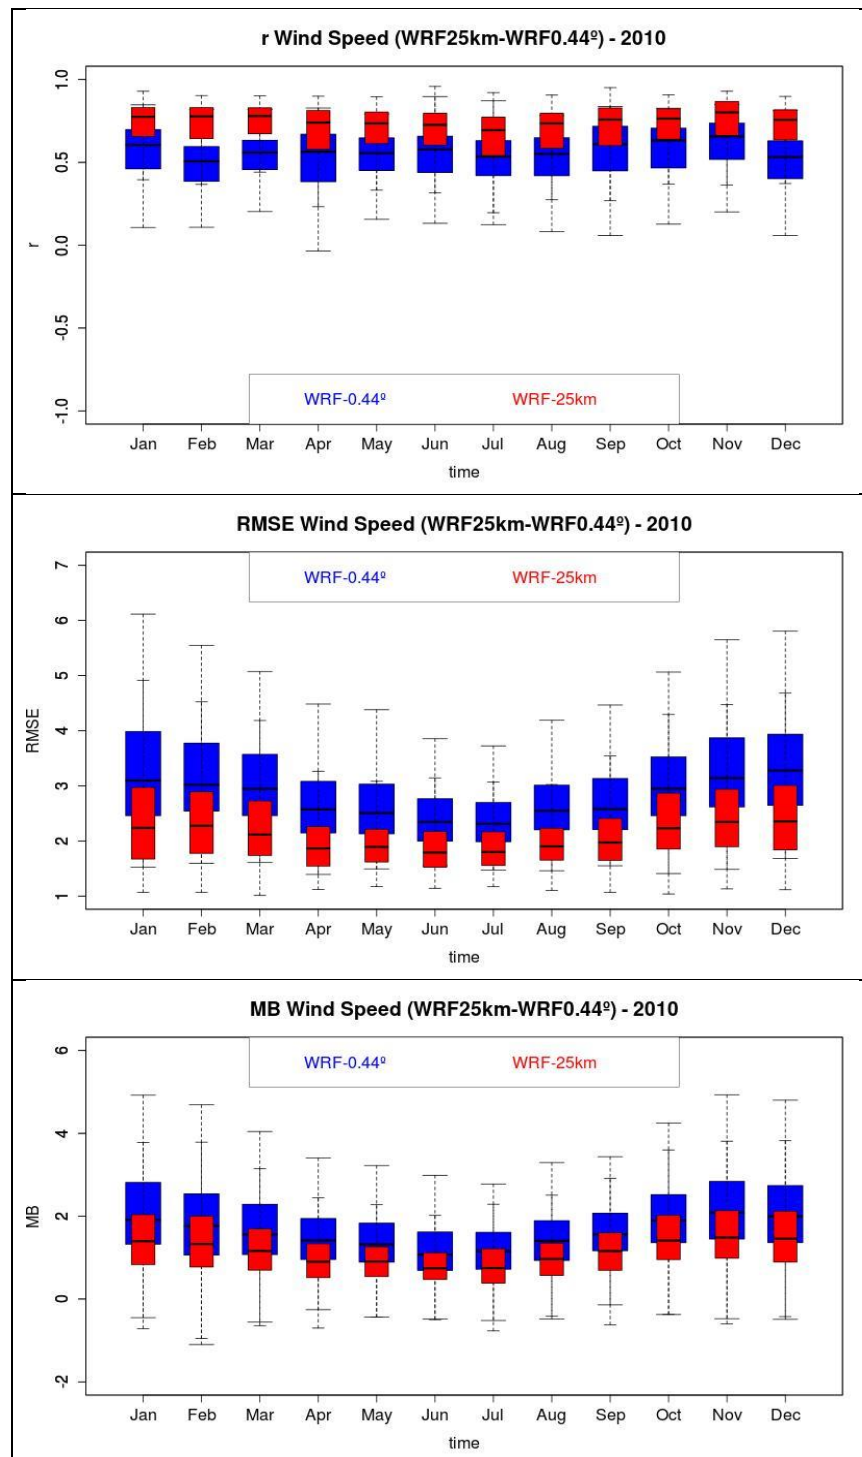 r Wind Speed (WRF25km-WRF0.44º) - 2010
1.0
0.5
0.0
-0.5
-1.0
r
WRF-0.44º WRF-25km
Jan Feb Mar Apr May Jun Jul Aug Sep Oct Nov Dec
time
RMSE Wind Speed (WRF25km-WRF0.44º) - 2010
WRF-0.44º WRF-25km
7
6
5
4
3
2
1
RMSE
Jan Feb Mar Apr May Jun Jul Aug Sep Oct Nov Dec
time
MB Wind Speed (WRF25km-WRF0.44º) - 2010
WRF-0.44º WRF-25km
6
4
2
0
-2
MB
Jan Feb Mar Apr May Jun Jul Aug Sep Oct Nov Dec
time